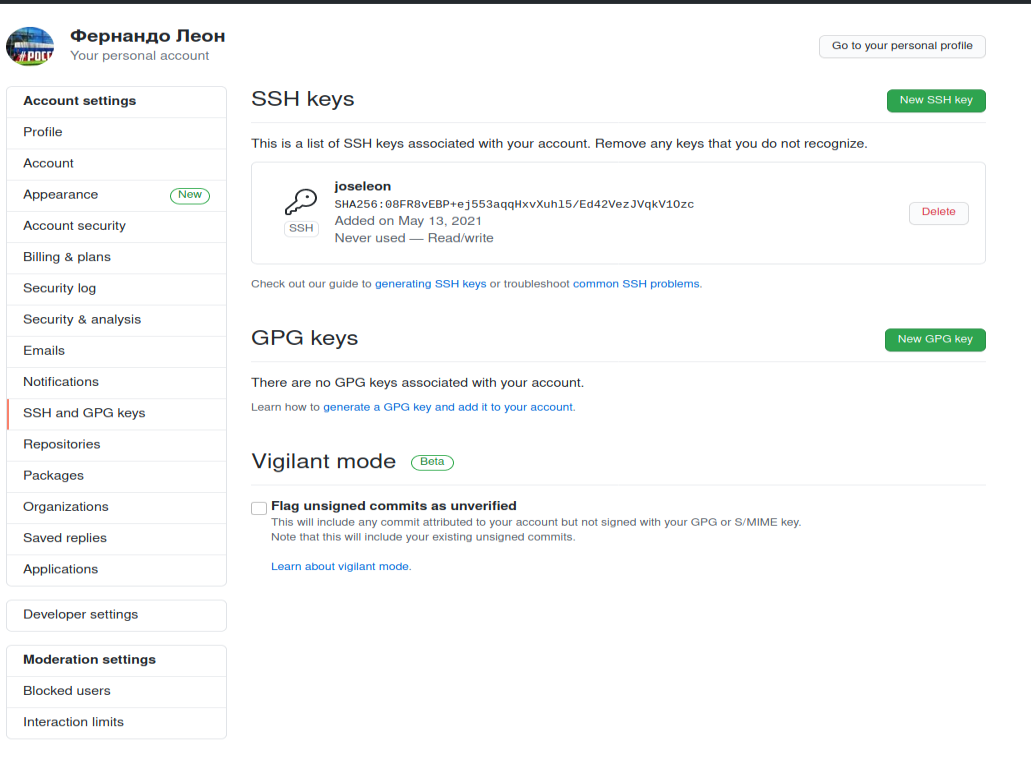 Фернандо Леон
Your personal account
Go to your personal profile
Account settings
Profile
Account
Appearance New
Account security
Billing & plans
Security log
Security & analysis
Emails
Notifications
SSH and GPG keys
Repositories
Packages
Organizations
Saved replies
Applications
Developer settings
Moderation settings
Blocked users
Interaction limits
SSH keys
New SSH key
This is a list of SSH keys associated with your account. Remove any keys that you do not recognize.
joseleon
SHA256:08FR8vEBP+ej553aqqHxvXuhl5/Ed42VezJVqkV1Ozc
Added on May 13, 2021
Never used — Read/write
SSH
Delete
Check out our guide to generating SSH keys or troubleshoot common SSH problems.
GPG keys
New GPG key
There are no GPG keys associated with your account.
Learn how to generate a GPG key and add it to your account.
Vigilant mode Beta
Flag unsigned commits as unverified
This will include any commit attributed to your account but not signed with your GPG or S/MIME key.
Note that this will include your existing unsigned commits.
Learn about vigilant mode.